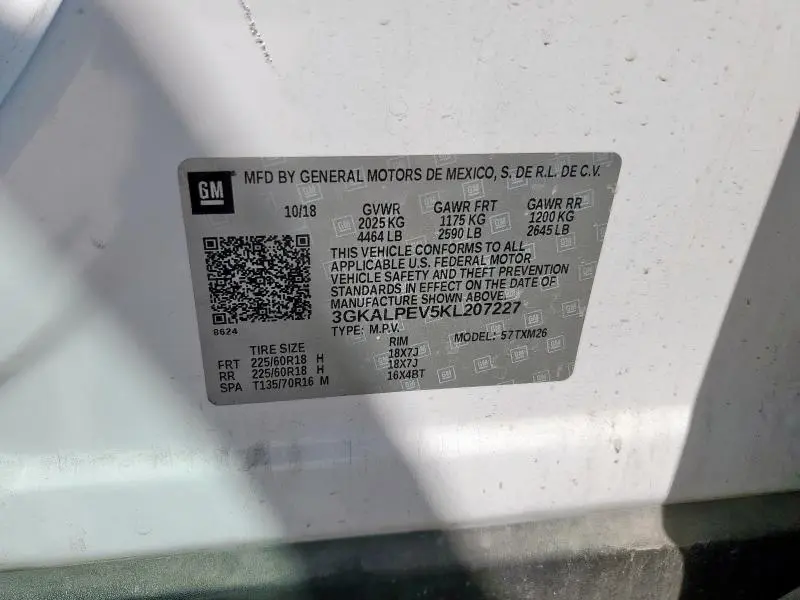 GM
MFD BY GENERAL MOTORS DE MEXICO, S. DE R.L. DE C.V.
10/18 GVWR GAWR FRT GAWR RR
2025 KG 1175 KG 1200 KG
4464 LB 2590 LB 2645 LB
THIS VEHICLE CONFORMS TO ALL
APPLICABLE U.S. FEDERAL MOTOR
VEHICLE SAFETY AND THEFT PREVENTION
STANDARDS IN EFFECT ON THE DATE OF
MANUFACTURE SHOWN ABOVE.
3GKALPEV5KL207227
8624
TYPE: M.P.V. MODEL: 57TXM26
TIRE SIZE RIM
FRT 225/60R18 H 18X7J
RR 225/60R18 H 18X7J
SPA T135/70R16 M 16X4BT